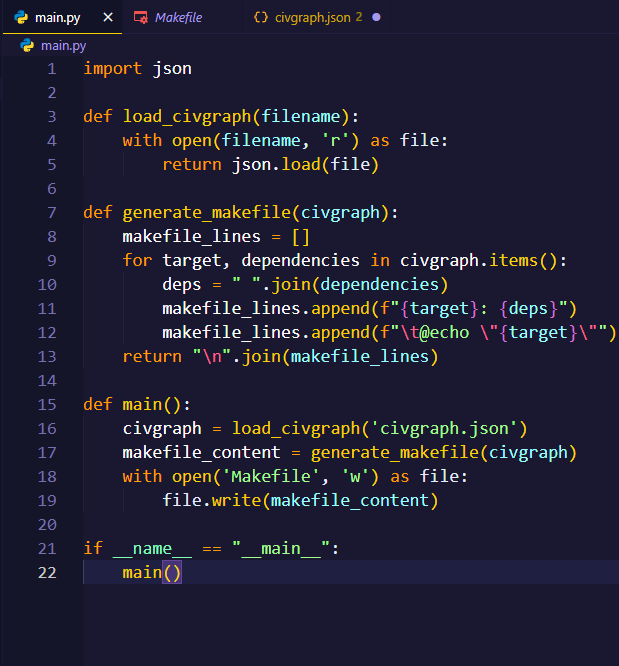 main.py × Makefile {} civgraph.json 2 ●
main.py
1 import json
2
3 def load_civgraph(filename):
4     with open(filename, 'r') as file:
5         return json.load(file)
6
7 def generate_makefile(civgraph):
8     makefile_lines = []
9     for target, dependencies in civgraph.items():
10         deps = " ".join(dependencies)
11         makefile_lines.append(f"{target}: {deps}")
12         makefile_lines.append(f"\t@echo \"{target}\"")
13     return "\n".join(makefile_lines)
14
15 def main():
16     civgraph = load_civgraph('civgraph.json')
17     makefile_content = generate_makefile(civgraph)
18     with open('Makefile', 'w') as file:
19         file.write(makefile_content)
20
21 if __name__ == "__main__":
22     main()